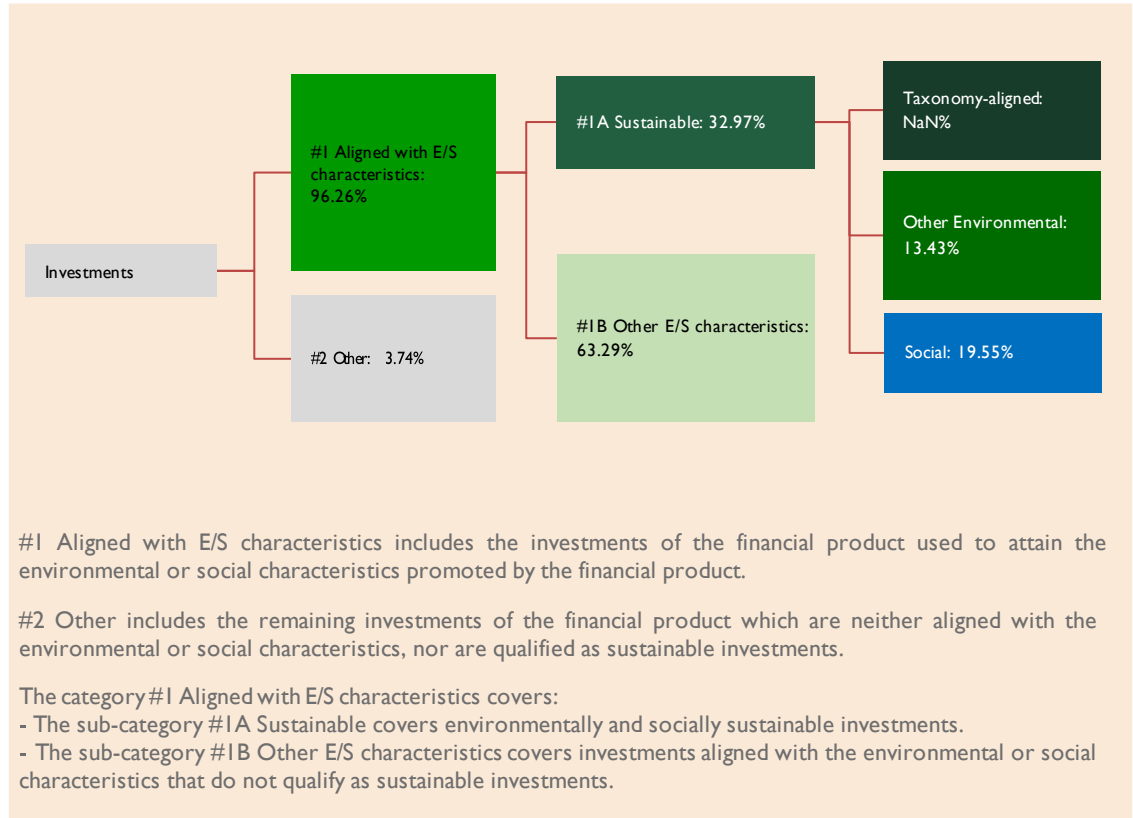 Investments
#1 Aligned with E/S
characteristics:
96.26%
#2 Other: 3.74%
#1A Sustainable: 32.97%
#1B Other E/S characteristics:
63.29%
Taxonomy-aligned:
NaN%
Other Environmental:
13.43%
Social: 19.55%
#1 Aligned with E/S characteristics includes the investments of the financial product used to attain the
environmental or social characteristics promoted by the financial product.
#2 Other includes the remaining investments of the financial product which are neither aligned with the
environmental or social characteristics, nor are qualified as sustainable investments.
The category #1 Aligned with E/S characteristics covers:
- The sub-category #1A Sustainable covers environmentally and socially sustainable investments.
- The sub-category #1B Other E/S characteristics covers investments aligned with the environmental or social
characteristics that do not qualify as sustainable investments.